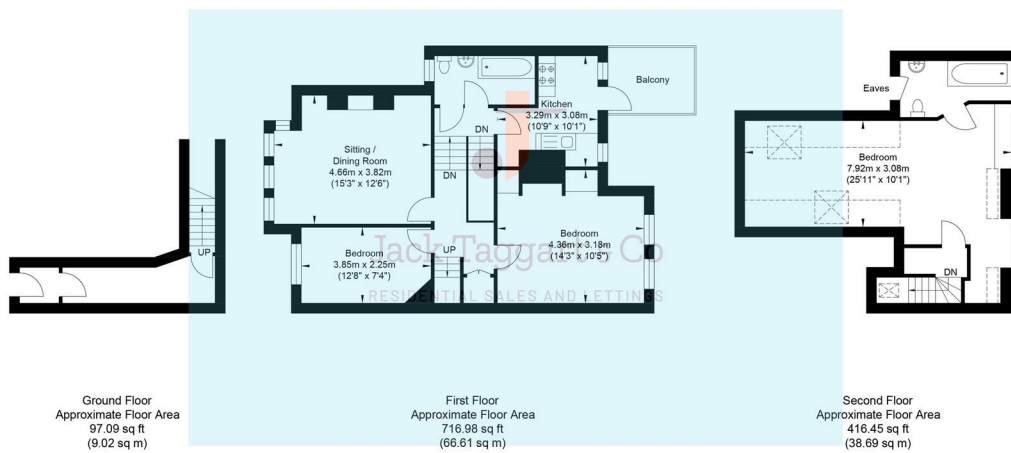 Balcony
Eaves
Kitchen
3.29m x 3.08m
(10'9" x 10'1")
DN
DN
Sitting /
Dining Room
4.66m x 3.82m
(15'3" x 12'6")
Bedroom
7.92m x 3.08m
(25'11" x 10'1")
Bedroom
4.36m x 3.18m
(14'3" x 10'5")
UP
UP
Bedroom
3.85m x 2.25m
(12'8" x 7'4")
DN
Jack Taggart & Co
RESIDENTIAL SALES AND LETTINGS
Ground Floor
Approximate Floor Area
97.09 sq ft
(9.02 sq m)
First Floor
Approximate Floor Area
716.98 sq ft
(66.61 sq m)
Second Floor
Approximate Floor Area
416.45 sq ft
(38.69 sq m)